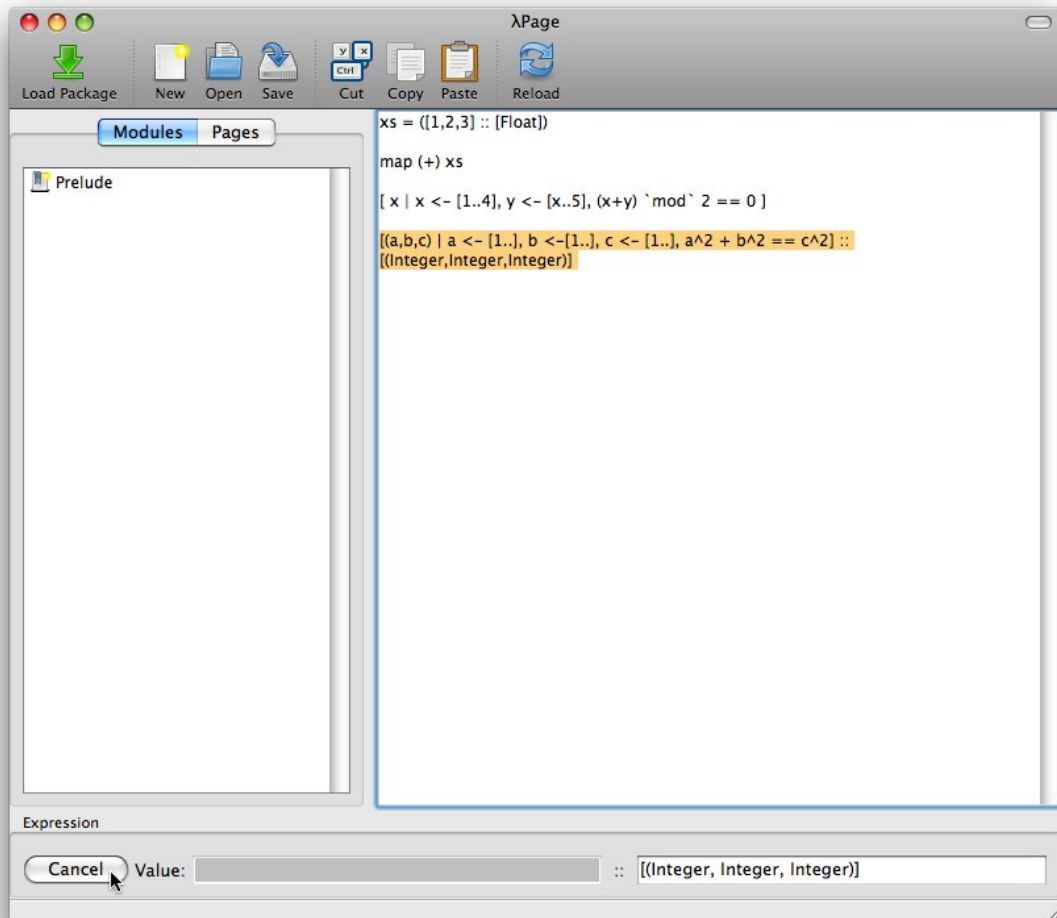 λPage
Load Package New Open Save Cut Copy Paste Reload
y x
Ctrl
Modules Pages
Prelude
xs = ([1,2,3] :: [Float])
map (+) xs
[ x | x <- [1..4], y <- [x..5], (x+y) `mod` 2 == 0 ]
[(a,b,c) | a <- [1..], b <-[1..], c <- [1..], a^2 + b^2 == c^2] ::
[(Integer,Integer,Integer)]
Expression
Cancel Value: :: [(Integer, Integer, Integer)]